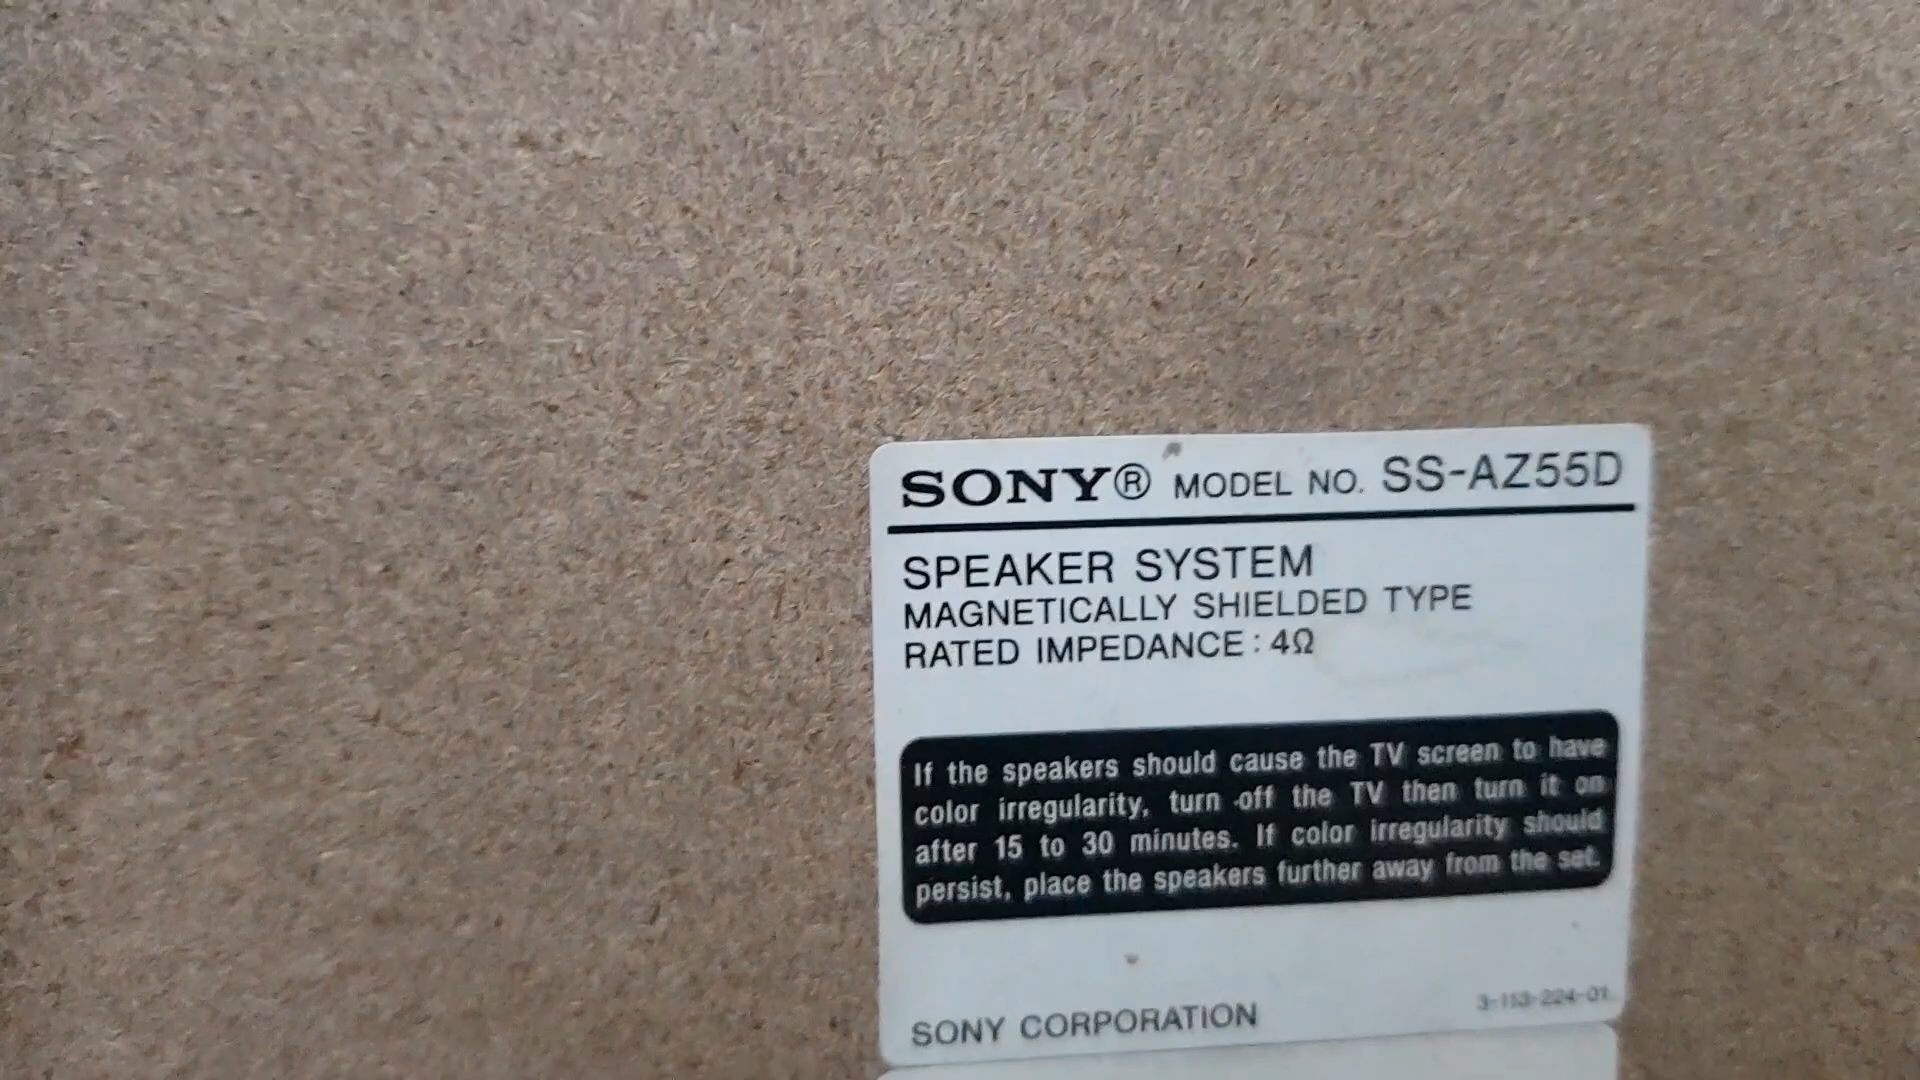 SONY® MODEL NO. SS-AZ55D
SPEAKER SYSTEM
MAGNETICALLY SHIELDED TYPE
RATED IMPEDANCE : 4Ω
If the speakers should cause the TV screen to have
color irregularity, turn off the TV then turn it on
after 15 to 30 minutes. If color irregularity should
persist, place the speakers further away from the set.
SONY CORPORATION
3-113-224-01